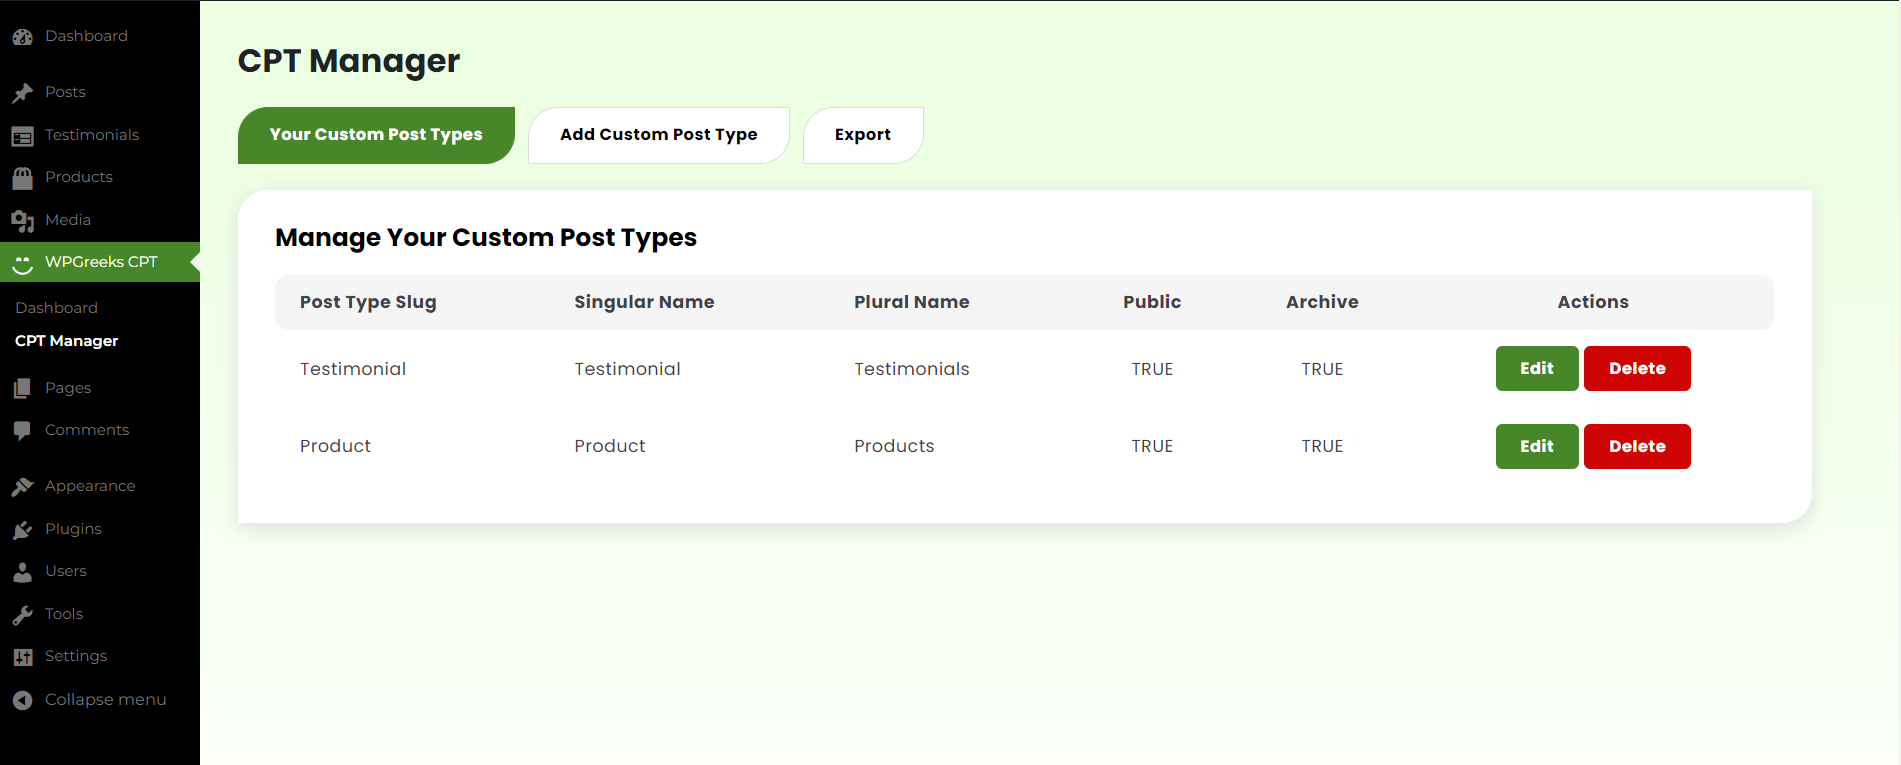 Dashboard
Posts
Testimonials
Products
Media
WPGreeks CPT
Dashboard
CPT Manager
Pages
Comments
Appearance
Plugins
Users
Tools
Settings
Collapse menu
CPT Manager
Your Custom Post Types Add Custom Post Type Export
Manage Your Custom Post Types
Post Type Slug Singular Name Plural Name Public Archive Actions
Testimonial Testimonial Testimonials TRUE TRUE Edit Delete
Product Product Products TRUE TRUE Edit Delete